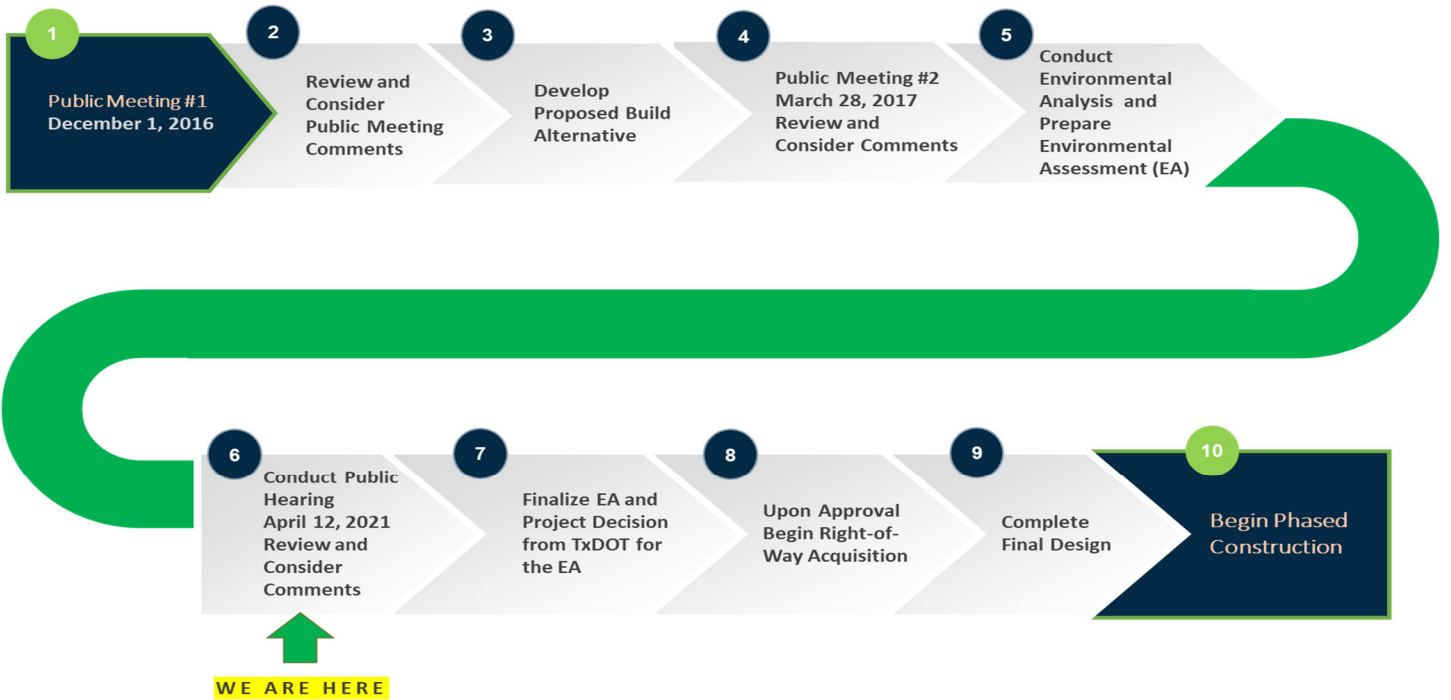 1
Public Meeting #1
December 1, 2016
2
Review and
Consider
Public Meeting
Comments
3
Develop
Proposed Build
Alternative
4
Public Meeting #2
March 28, 2017
Review and
Consider Comments
5
Conduct
Environmental
Analysis and
Prepare
Environmental
Assessment (EA)
6
Conduct Public
Hearing
April 12, 2021
Review and
Consider
Comments
7
Finalize EA and
Project Decision
from TxDOT for
the EA
8
Upon Approval
Begin Right-of-
Way Acquisition
9
Complete
Final Design
10
Begin Phased
Construction
WE ARE HERE